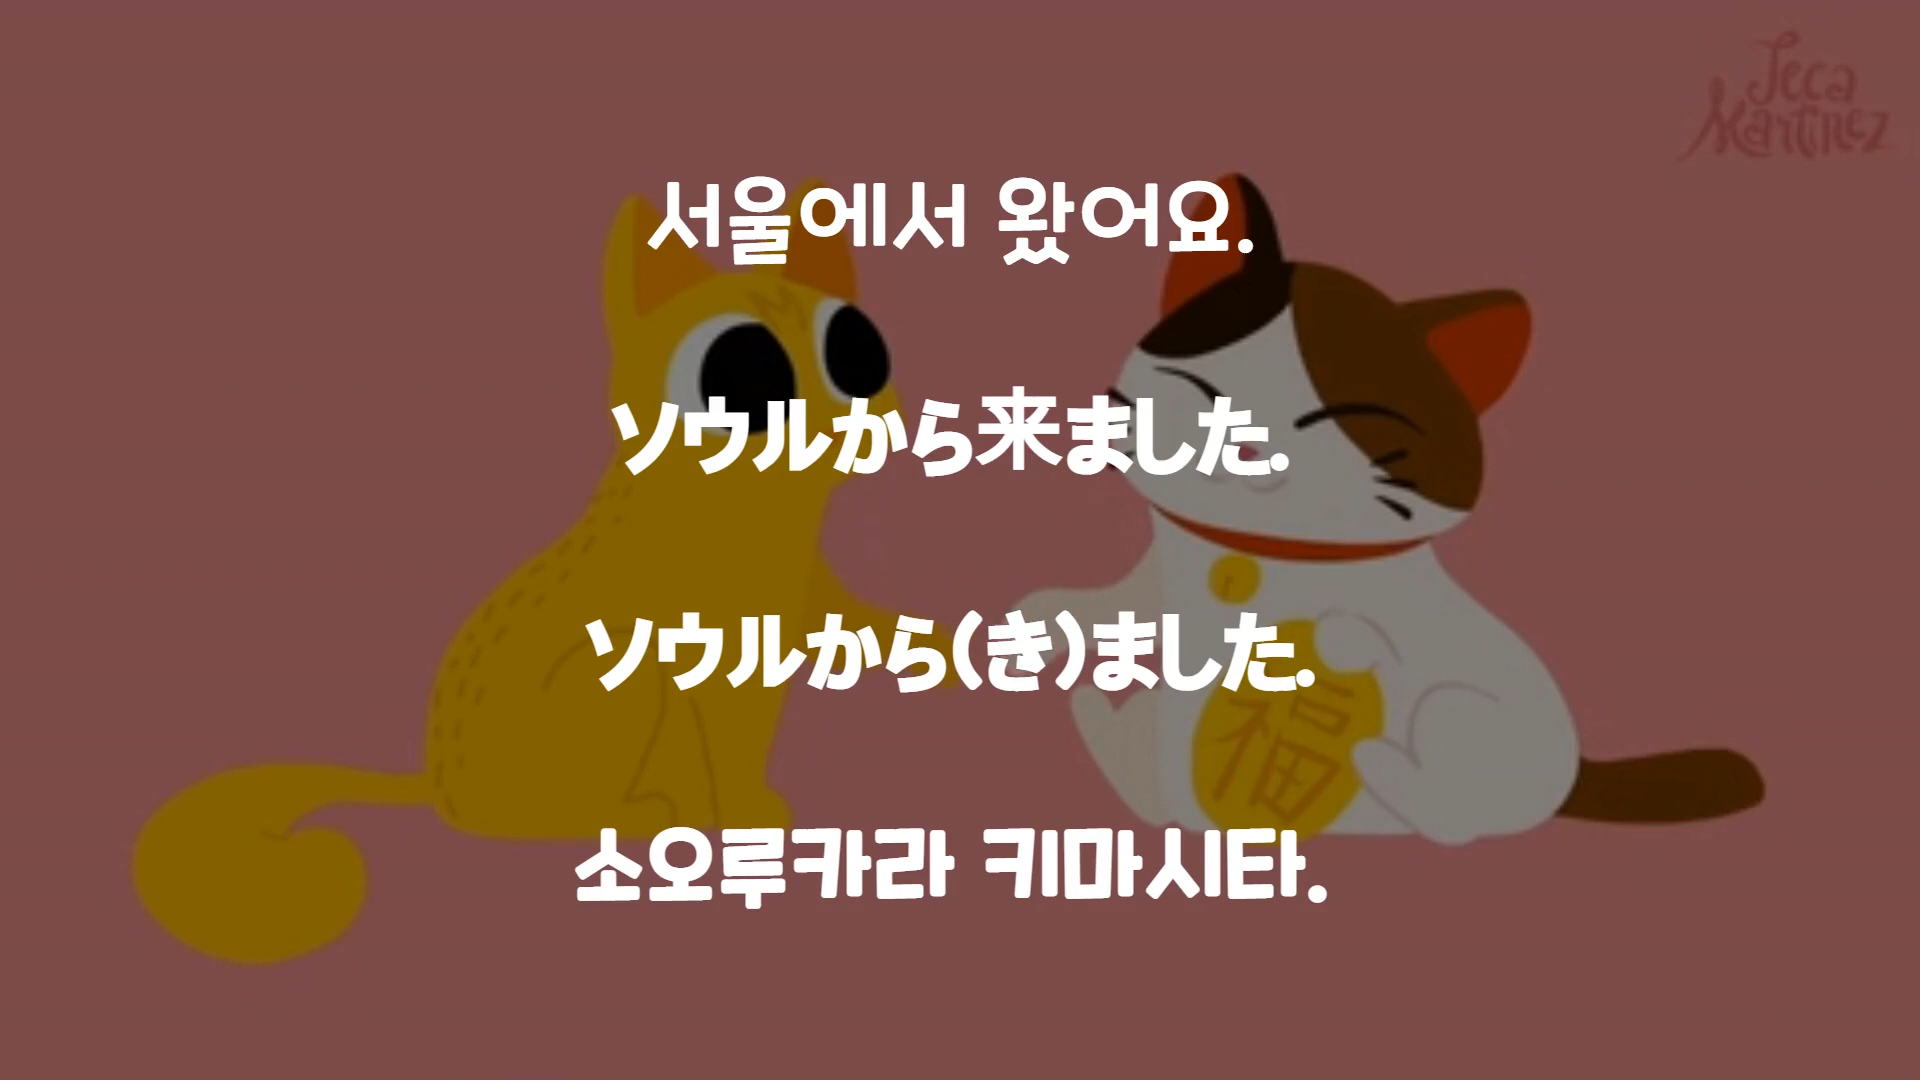 Jeca
Martínez
서울에서 왔어요.
ソウルから来ました.
ソウルから(き)ました.
福
소오루카라 키마시타.